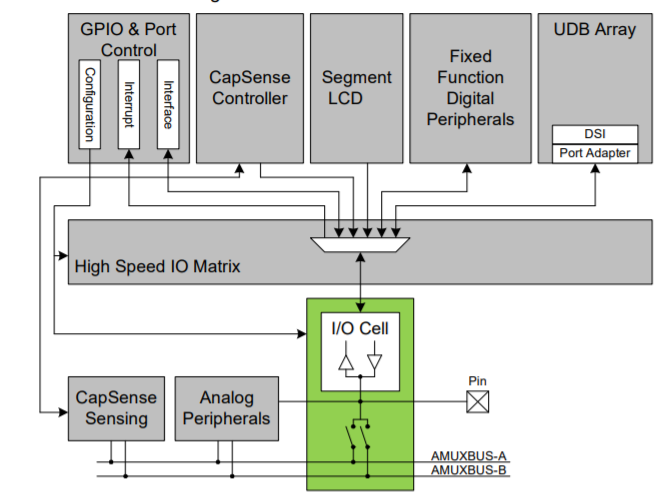 GPIO & Port
Control
Configuration
Interrupt
Interface
CapSense
Controller
Segment
LCD
Fixed
Function
Digital
Peripherals
UDB Array
DSI
Port Adapter
High Speed IO Matrix
I/O Cell
CapSense
Sensing
Analog
Peripherals
Pin
AMUXBUS-A
AMUXBUS-B